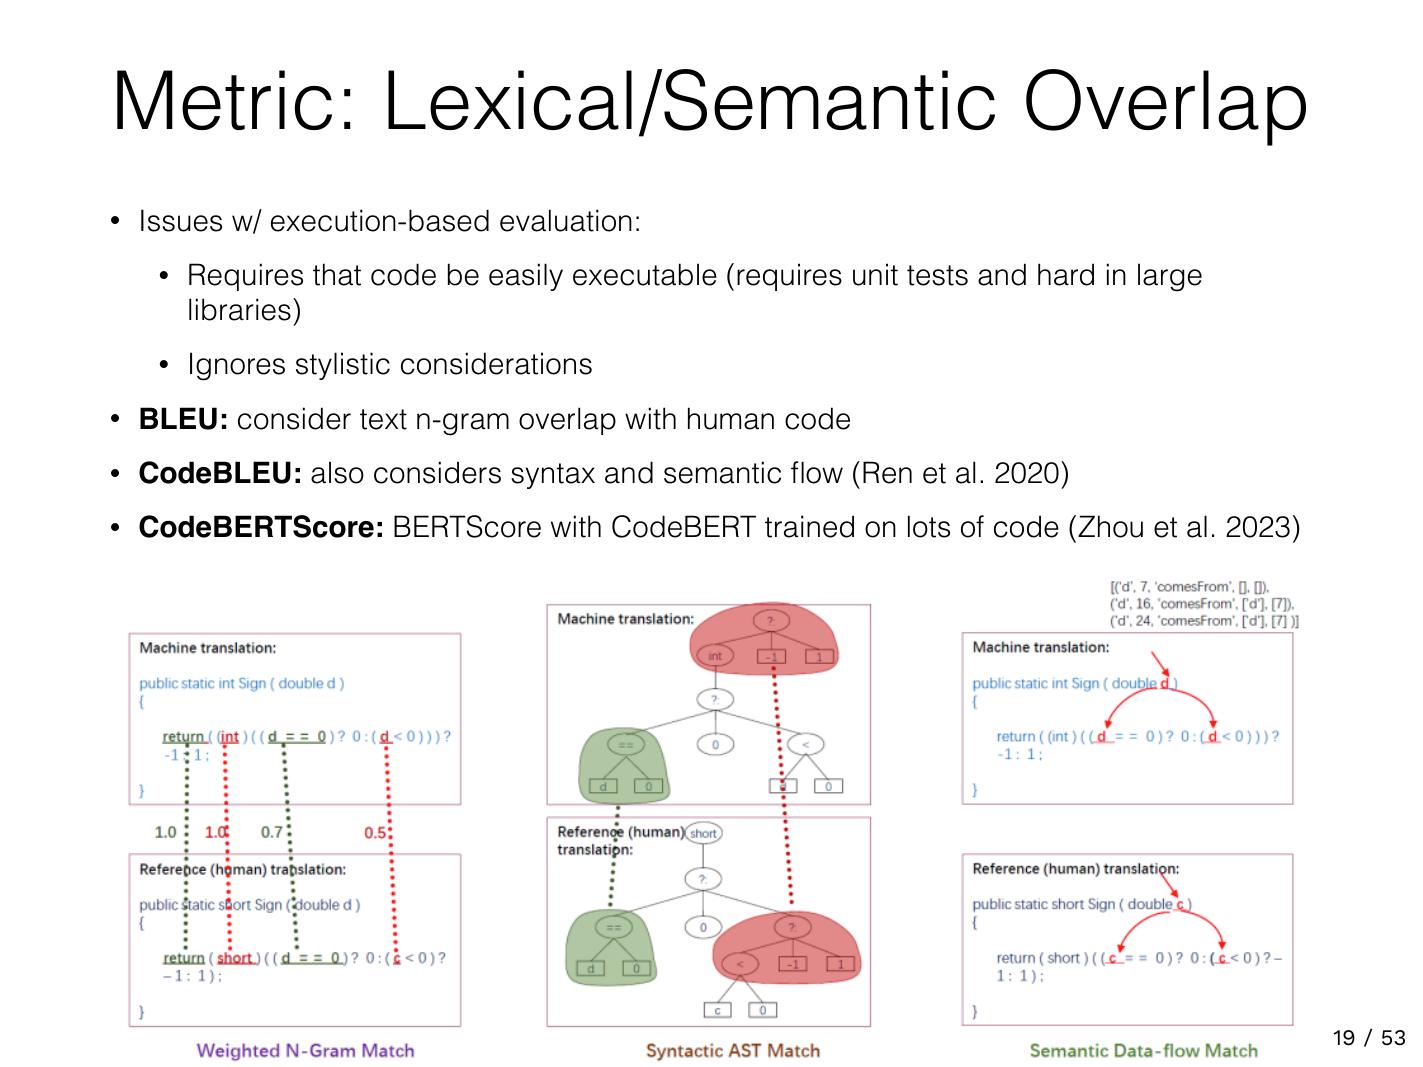 Metric: Lexical/Semantic Overlap
• Issues w/ execution-based evaluation:
• Requires that code be easily executable (requires unit tests and hard in large
libraries)
• Ignores stylistic considerations
• BLEU: consider text n-gram overlap with human code
• CodeBLEU: also considers syntax and semantic flow (Ren et al. 2020)
• CodeBERTScore: BERTScore with CodeBERT trained on lots of code (Zhou et al. 2023)
Machine translation:
public static int Sign ( double d )
{
return ( (int ) ( ( d = = 0 ) ? 0 : ( d < 0 ) ) ) ?
-1 : 1 ;
}
1.0 1.0 0.7 0.5
Reference (human) translation:
public static short Sign ( double d )
{
return ( short ) ( ( d = = 0 ) ? 0 : ( c < 0 ) ?
– 1 : 1 ) ;
}
Weighted N-Gram Match
Machine translation:
?:
int -1 1
?:
== 0 <
d 0 d 0
Reference (human)
translation:
short
?:
== 0 ?:
d 0 < -1 1
c 0
Syntactic AST Match
[('d', 7, 'comesFrom', [], []),
('d', 16, 'comesFrom', ['d'], [7]),
('d', 24, 'comesFrom', ['d'], [7] )]
Machine translation:
public static int Sign ( double d )
{
return ( (int ) ( ( d = = 0 ) ? 0 : ( d < 0 ) ) ) ?
-1 : 1 ;
}
Reference (human) translation:
public static short Sign ( double c )
{
return ( short ) ( ( c = = 0 ) ? 0 : ( c < 0 ) ? –
1 : 1 ) ;
}
Semantic Data-flow Match
19 / 53